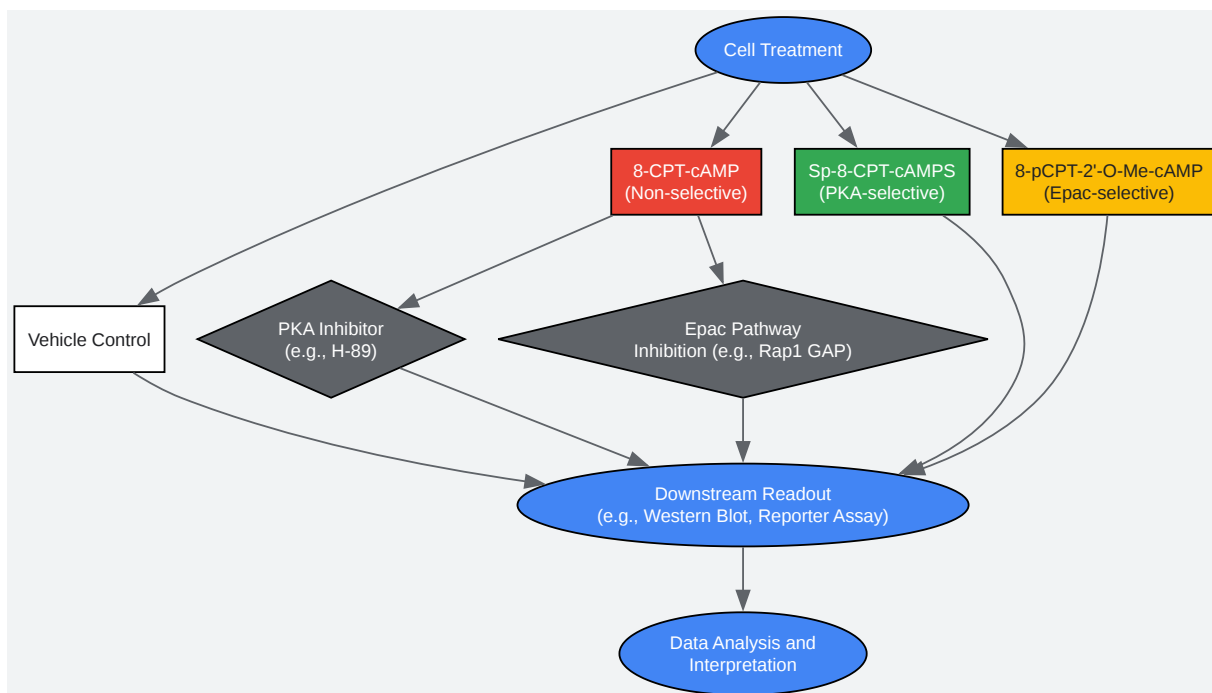 Cell Treatment
8-CPT-cAMP
(Non-selective)
Sp-8-CPT-cAMPS
(PKA-selective)
8-pCPT-2'-O-Me-cAMP
(Epac-selective)
Vehicle Control
PKA Inhibitor
(e.g., H-89)
Epac Pathway
Inhibition (e.g., Rap1 GAP)
Downstream Readout
(e.g., Western Blot, Reporter Assay)
Data Analysis and
Interpretation